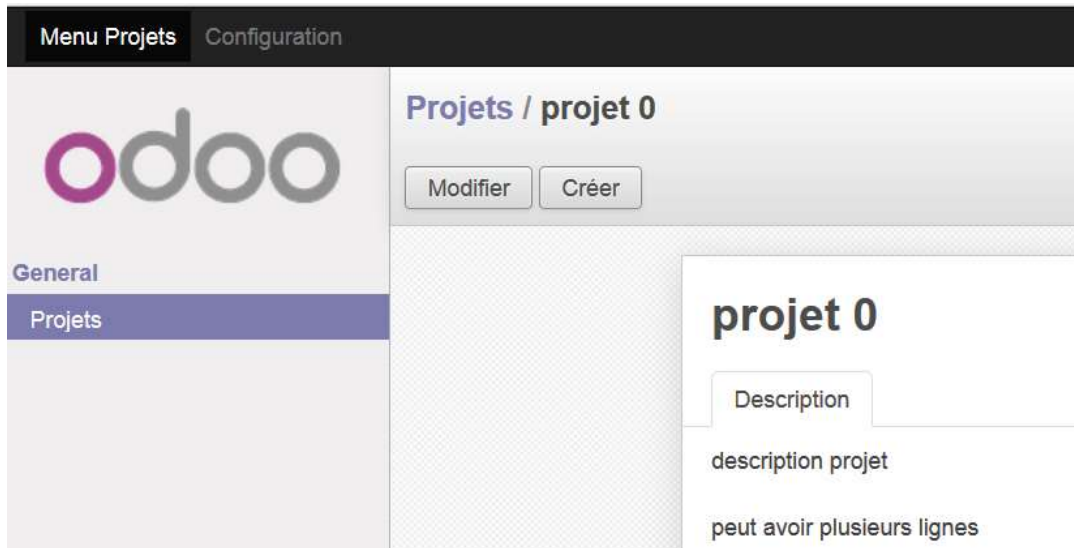 Menu Projets Configuration
odoo
General
Projets
Projets / projet 0
Modifier Créer
projet 0
Description
description projet
peut avoir plusieurs lignes